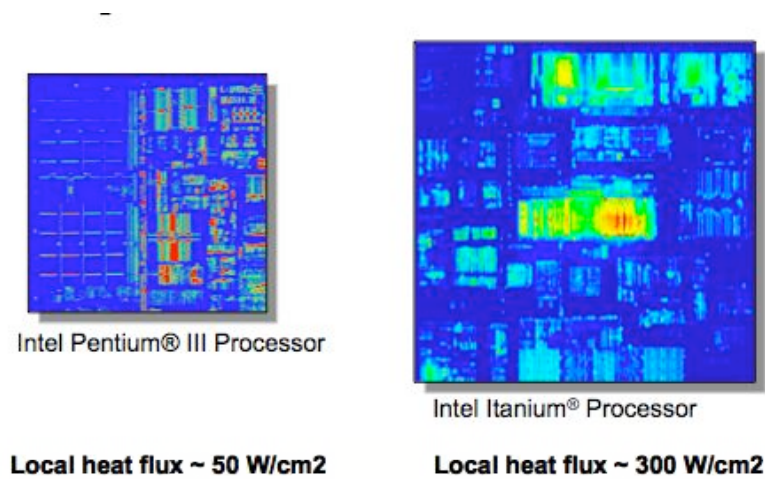 Intel Pentium® III Processor
Intel Itanium® Processor
Local heat flux ~ 50 W/cm2
Local heat flux ~ 300 W/cm2